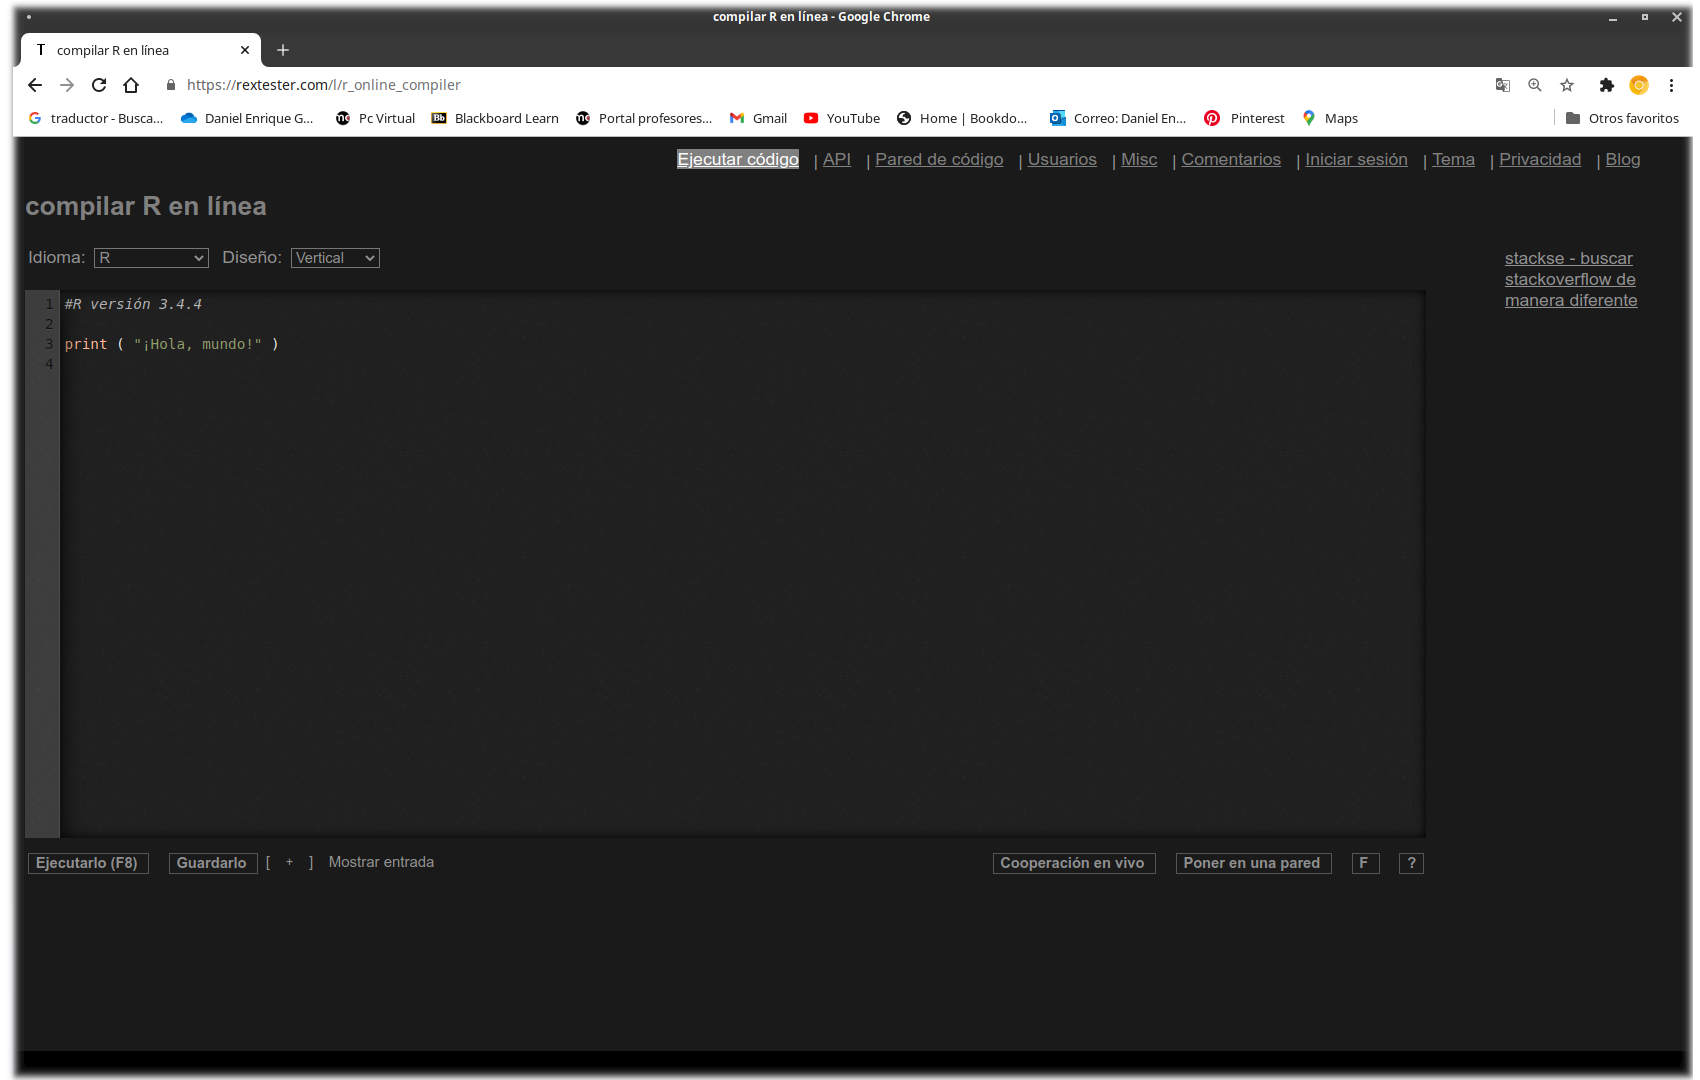 compilar R en línea - Google Chrome
T compilar R en línea
https://rextester.com/l/r_online_compiler
traductor - Busca... Daniel Enrique G... Pc Virtual Blackboard Learn Portal profesores... Gmail YouTube Home | Bookdo... Correo: Daniel En... Pinterest Maps Otros favoritos
Ejecutar código | API | Pared de código | Usuarios | Misc | Comentarios | Iniciar sesión | Tema | Privacidad | Blog
compilar R en línea
Idioma: R Diseño: Vertical
stackse - buscar
stackoverflow de
manera diferente
1 #R versión 3.4.4
2
3 print ( "¡Hola, mundo!" )
4
Ejecutarlo (F8) Guardarlo [ + ] Mostrar entrada Cooperación en vivo Poner en una pared F ?